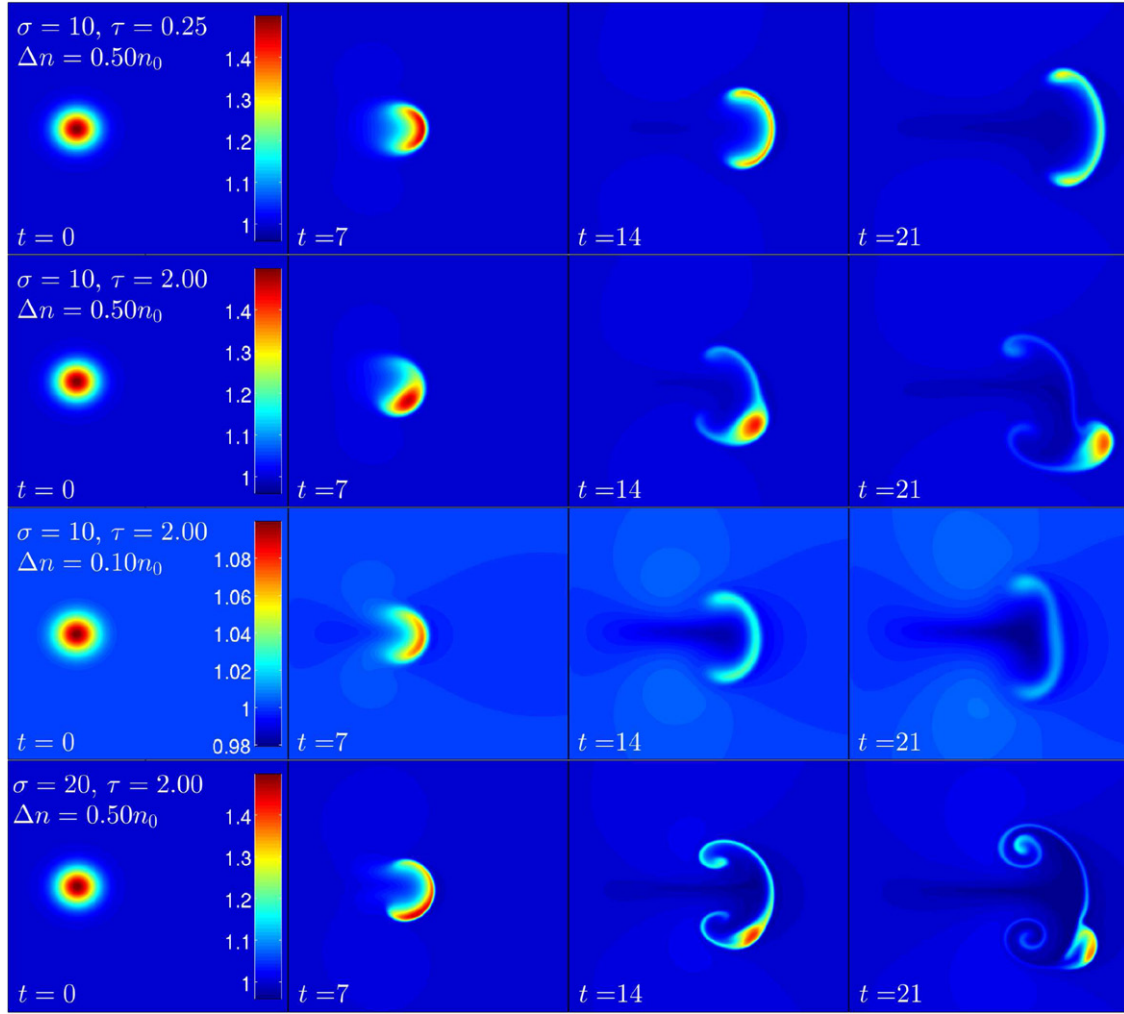 σ = 10, τ = 0.25
Δn = 0.50n₀
1.4
1.3
1.2
1.1
1
t = 0
t =7
t =14
t =21
σ = 10, τ = 2.00
Δn = 0.50n₀
1.4
1.3
1.2
1.1
1
t = 0
t =7
t =14
t =21
σ = 10, τ = 2.00
Δn = 0.10n₀
1.08
1.06
1.04
1.02
1
0.98
t = 0
t =7
t =14
t =21
σ = 20, τ = 2.00
Δn = 0.50n₀
1.4
1.3
1.2
1.1
1
t = 0
t =7
t =14
t =21